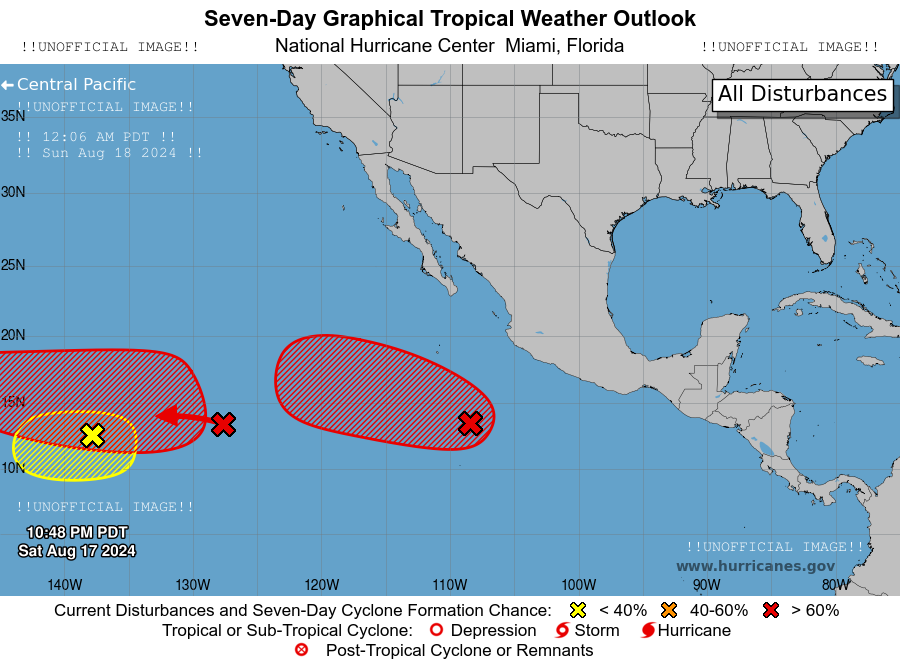 Seven-Day Graphical Tropical Weather Outlook
!!UNOFFICIAL IMAGE!! National Hurricane Center Miami, Florida !!UNOFFICIAL IMAGE!!
Central Pacific
All Disturbances
!!UNOFFICIAL IMAGE!!
35N
!! 12:06 AM PDT !!
!! Sun Aug 18 2024 !!
30N
25N
20N
15N
10N
!!UNOFFICIAL IMAGE!!
10:48 PM PDT
Sat Aug 17 2024
!!UNOFFICIAL IMAGE!!
www.hurricanes.gov
140W 130W 120W 110W 100W 90W 80W
Current Disturbances and Seven-Day Cyclone Formation Chance: < 40% 40-60% > 60%
Tropical or Sub-Tropical Cyclone: Depression Storm Hurricane
Post-Tropical Cyclone or Remnants